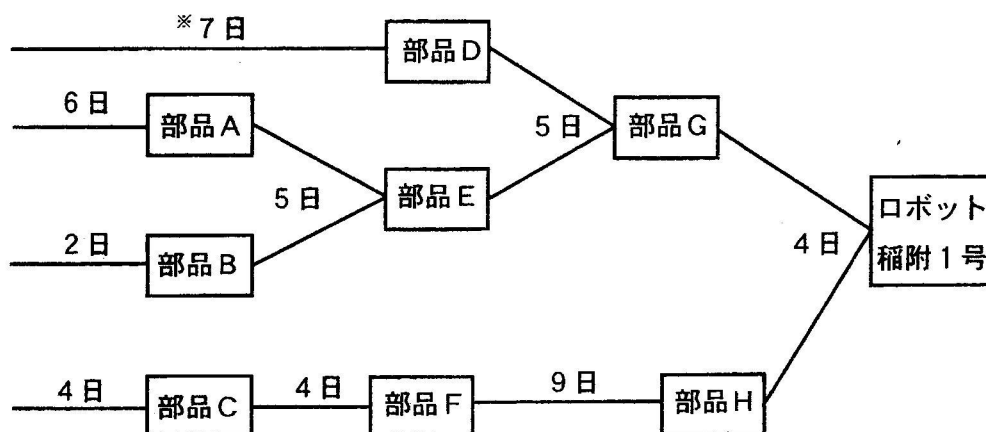 ※7日
部品D
6日
部品A
5日
部品G
5日
部品E
ロボット
稲附1号
2日
部品B
4日
4日
部品C
4日
部品F
9日
部品H